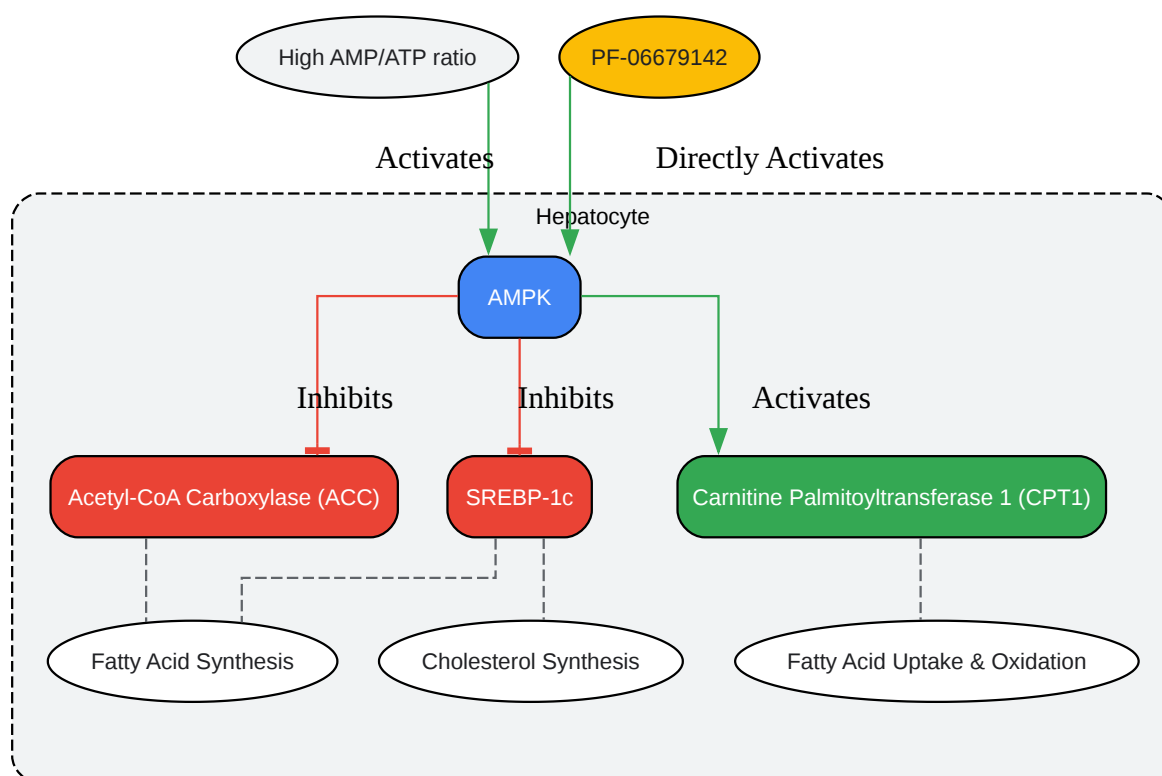 High AMP/ATP ratio
PF-06679142
Activates
Directly Activates
Hepatocyte
AMPK
Inhibits
Inhibits
Activates
Acetyl-CoA Carboxylase (ACC)
SREBP-1c
Carnitine Palmitoyltransferase 1 (CPT1)
Fatty Acid Synthesis
Cholesterol Synthesis
Fatty Acid Uptake & Oxidation